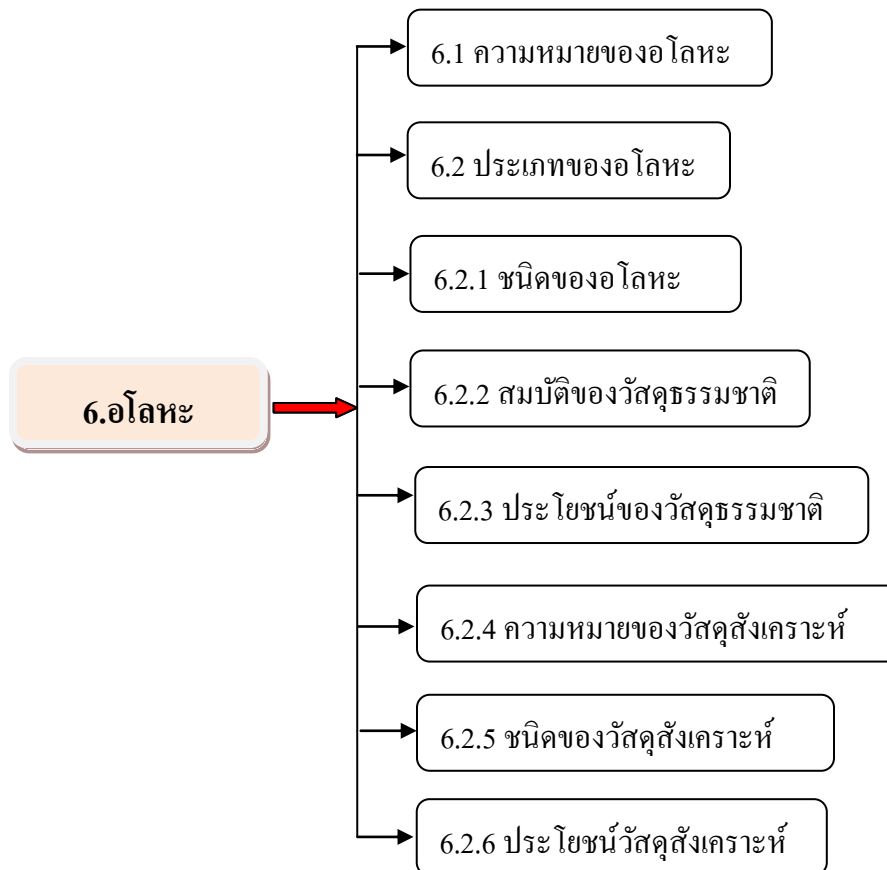 6.1 ความหมายของอโลหะ
6.2 ประเภทของอโลหะ
6.2.1 ชนิดของอโลหะ
6.อโลหะ
6.2.2 สมบัติของวัสดุธรรมชาติ
6.2.3 ประโยชน์ของวัสดุธรรมชาติ
6.2.4 ความหมายของวัสดุสังเคราะห์
6.2.5 ชนิดของวัสดุสังเคราะห์
6.2.6 ประโยชน์วัสดุสังเคราะห์